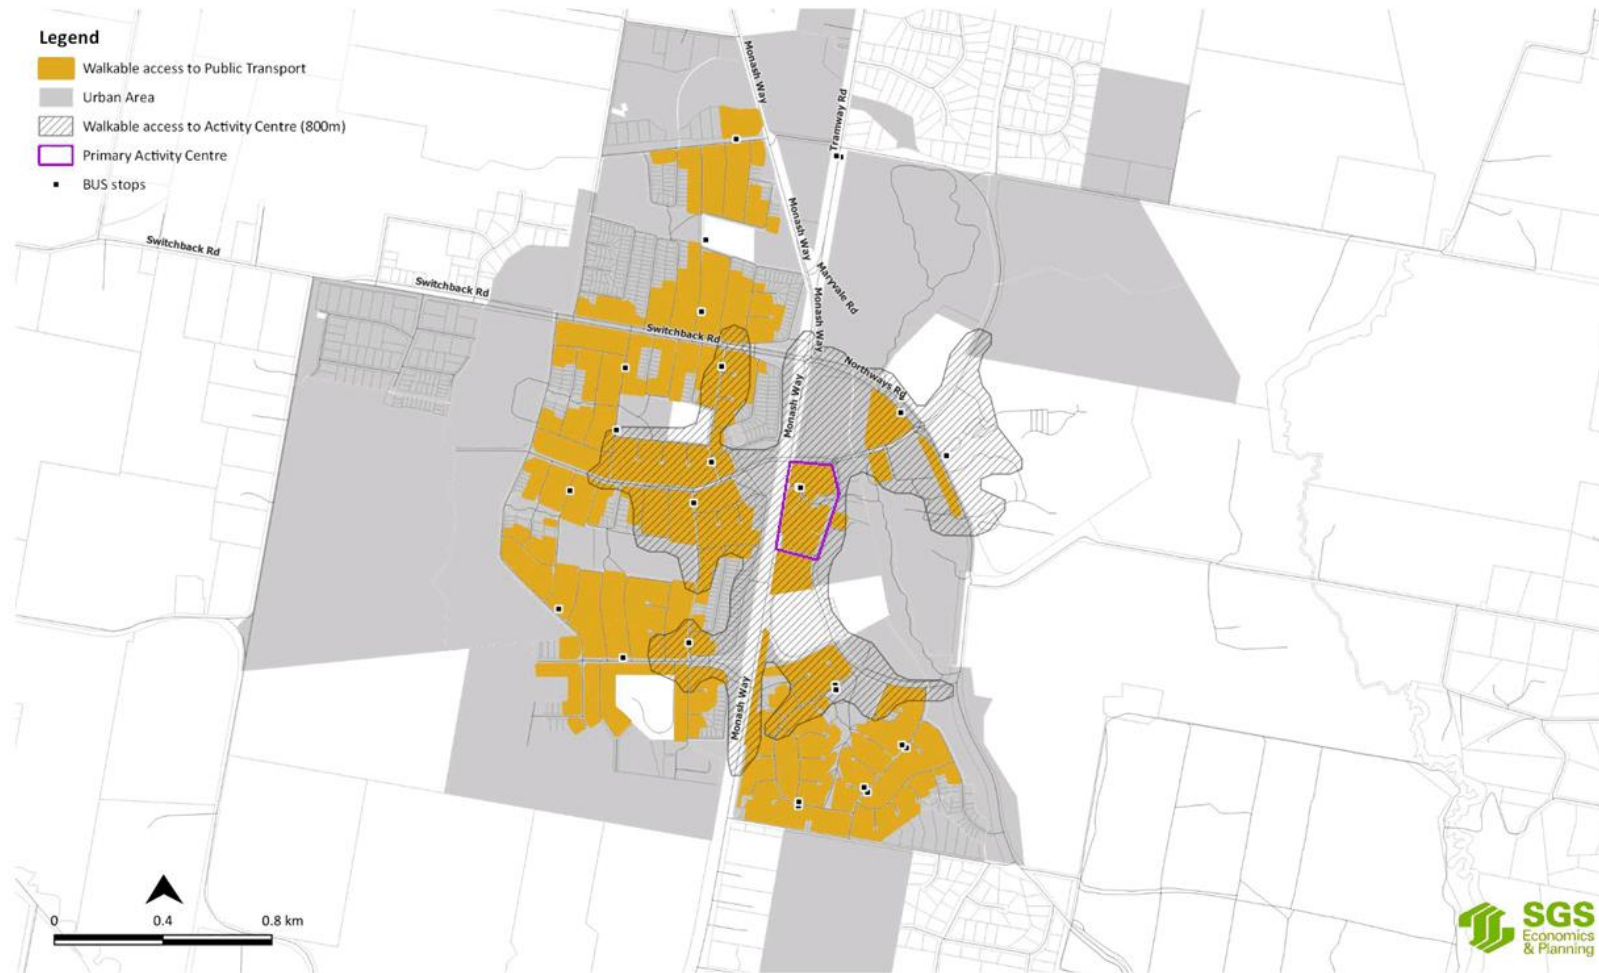 Legend
Walkable access to Public Transport
Urban Area
Walkable access to Activity Centre (800m)
Primary Activity Centre
BUS stops
Monash Way
Tramway Rd
Monash Way
Switchback Rd
Maryvale Rd
Switchback Rd
Monash Way
Switchback Rd
Northways Rd
Monash Way
Monash Way
0 0.4 0.8 km
SGS
Economics
& Planning